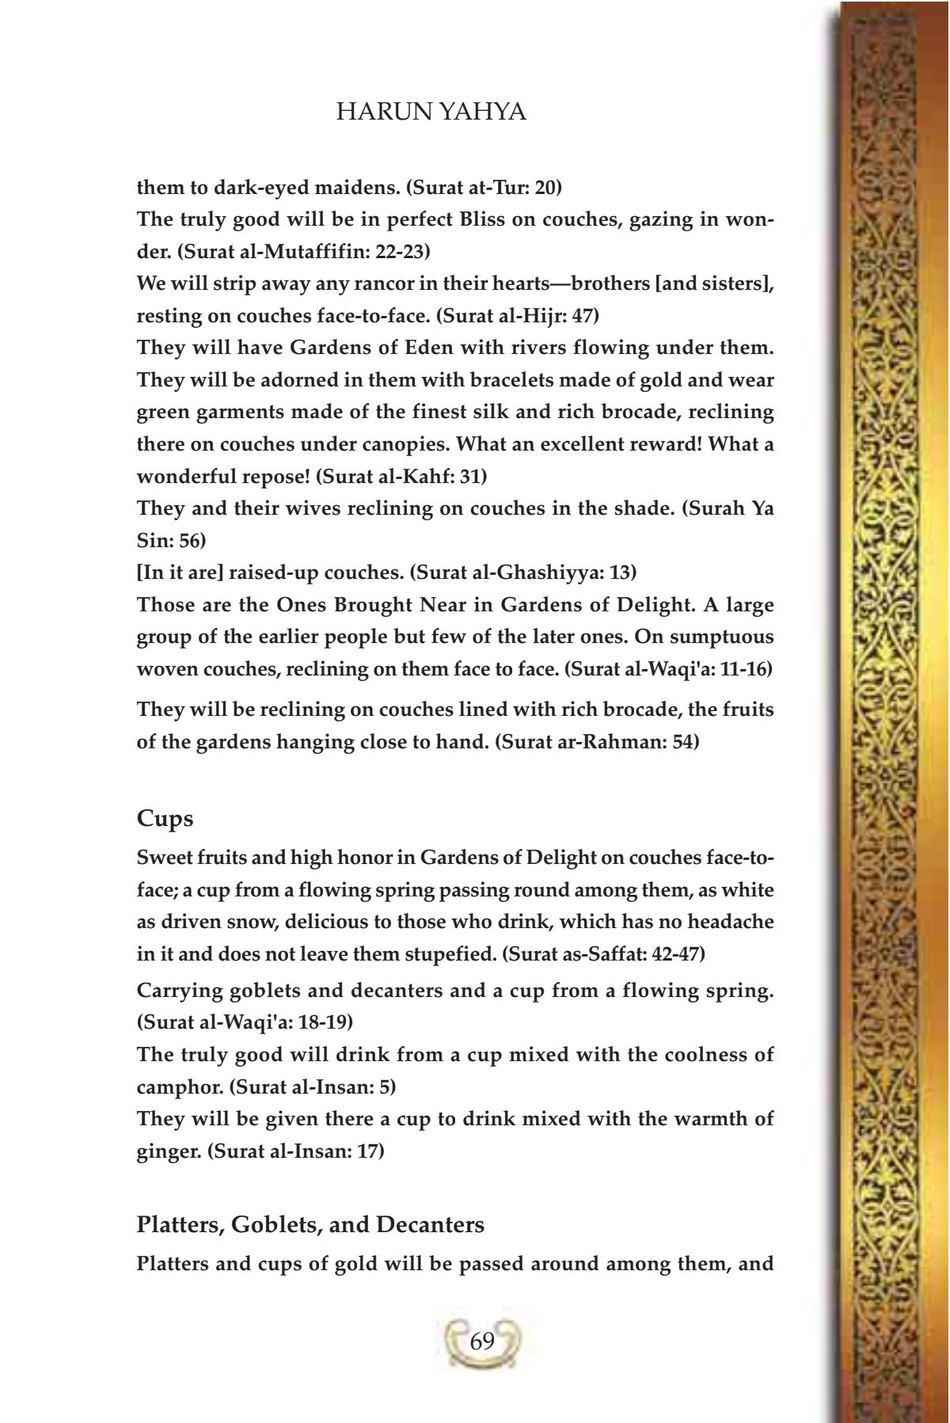 HARUN YAHYA
them to dark-eyed maidens. (Surat at-Tur: 20)
The truly good will be in perfect Bliss on couches, gazing in won-
der. (Surat al-Mutaffifin: 22-23)
We will strip away any rancor in their hearts—brothers [and sisters],
resting on couches face-to-face. (Surat al-Hijr: 47)
They will have Gardens of Eden with rivers flowing under them.
They will be adorned in them with bracelets made of gold and wear
green garments made of the finest silk and rich brocade, reclining
there on couches under canopies. What an excellent reward! What a
wonderful repose! (Surat al-Kahf: 31)
They and their wives reclining on couches in the shade. (Surah Ya
Sin: 56)
[In it are] raised-up couches. (Surat al-Ghashiyya: 13)
Those are the Ones Brought Near in Gardens of Delight. A large
group of the earlier people but few of the later ones. On sumptuous
woven couches, reclining on them face to face. (Surat al-Waqi'a: 11-16)
They will be reclining on couches lined with rich brocade, the fruits
of the gardens hanging close to hand. (Surat ar-Rahman: 54)
Cups
Sweet fruits and high honor in Gardens of Delight on couches face-to-
face; a cup from a flowing spring passing round among them, as white
as driven snow, delicious to those who drink, which has no headache
in it and does not leave them stupefied. (Surat as-Saffat: 42-47)
Carrying goblets and decanters and a cup from a flowing spring.
(Surat al-Waqi'a: 18-19)
The truly good will drink from a cup mixed with the coolness of
camphor. (Surat al-Insan: 5)
They will be given there a cup to drink mixed with the warmth of
ginger. (Surat al-Insan: 17)
Platters, Goblets, and Decanters
Platters and cups of gold will be passed around among them, and
69